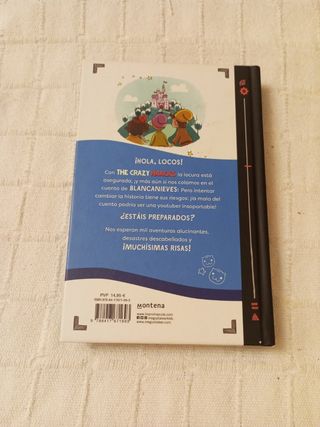 ¡HOLA, LOCOS!
Con THE CRAZY HAACKS la locura está
asegurada, ¡y más aún si nos colamos en el
cuento de BLANCANIEVES! Pero intentar
cambiar la historia tiene sus riesgos: ¡la mala del
cuento podría ser una youtuber insoportable!
¿ESTÁIS PREPARADOS?
Nos esperan mil aventuras alucinantes,
desastres descabellados y
¡MUCHÍSIMAS RISAS!
PVP 14,95 €
Montena